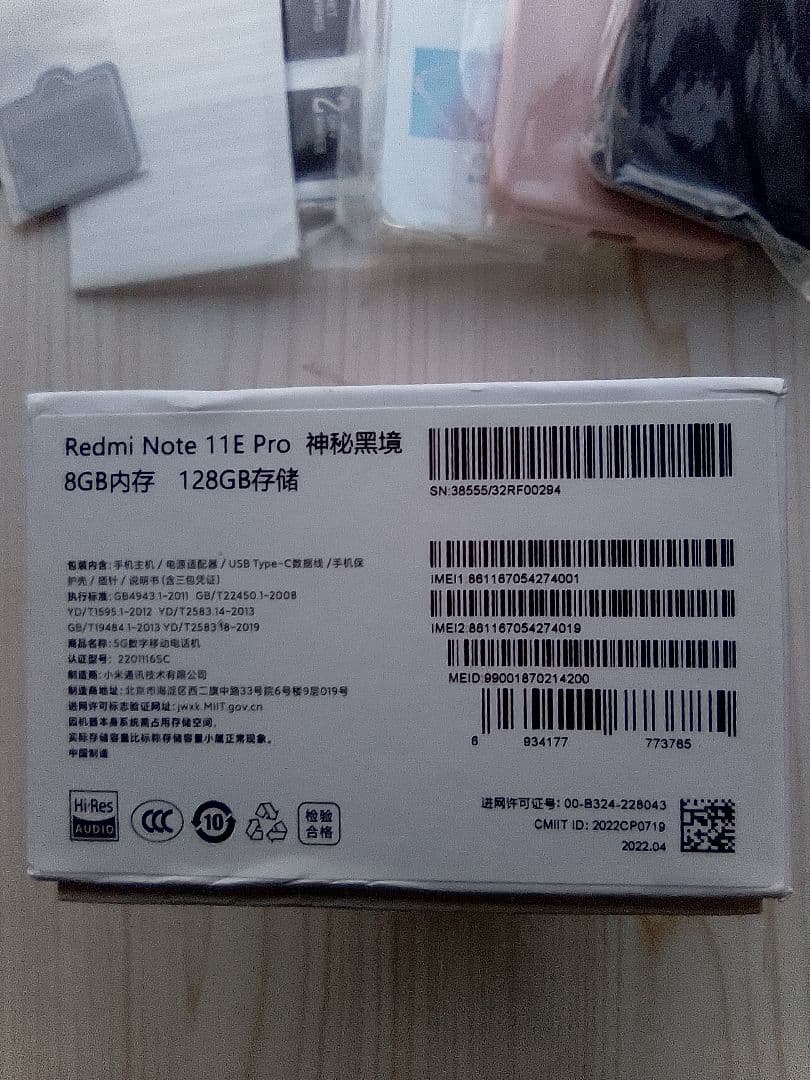 Redmi Note 11E Pro 神秘黑境
8GB内存 128GB存储
SN:38555/32RF00294
IMEI1:861167054274001
IMEI2:861167054274019
MEID:99001870214200
6 934177 773765
包装内含: 手机主机 / 电源适配器 / USB Type-C数据线 / 手机保
护壳 / 插针 / 说明书 (含三包凭证)
执行标准: GB4943.1-2011 GB/T22450.1-2008
YD/T1595.1-2012 YD/T2583.14-2013
GB/T19484.1-2013 YD/T2583.18-2019
商品名称: 5G数字移动电话机
认证型号: 2201116SC
制造商: 小米通讯技术有限公司
制造商地址: 北京市海淀区西二旗中路33号院6号楼9层019号
进网许可标志验证网址: jwxk.MIIT.gov.cn
因机器本身系统需占用存储空间,
实际存储容量比标称存储容量小属正常现象。
中国制造
Hi-Res
AUDIO
CCC
10
检验
合格
进网许可证号: 00-B324-228043
CMIIT ID: 2022CP0719
2022.04
2